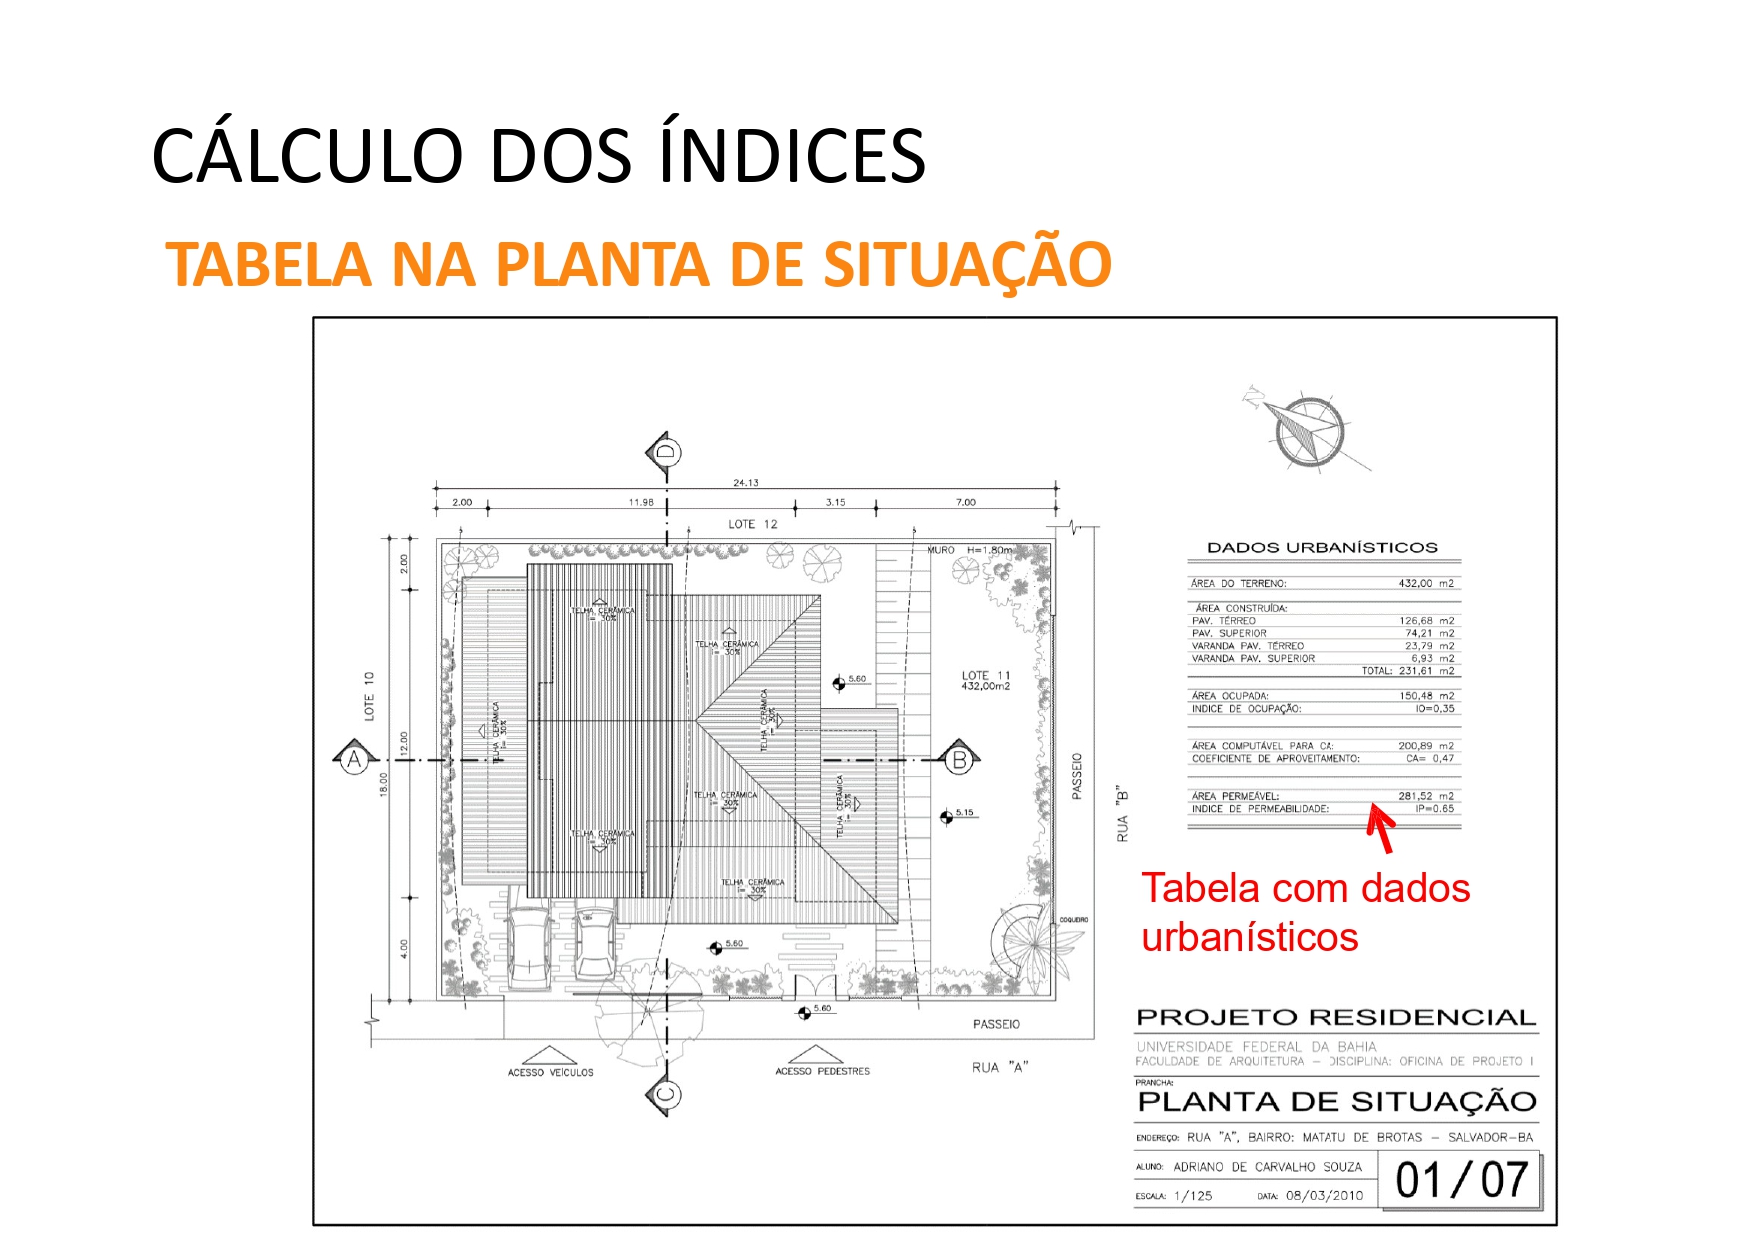 CÁLCULO DOS ÍNDICES
TABELA NA PLANTA DE SITUAÇÃO
N
D
24.13
2.00 11.98 3.15 7.00
LOTE 12
MURO H=1.80m
2.00
12.00
4.00
18.00
LOTE 10
TELHA CERÂMICA
i= 30%
TELHA CERÂMICA
i= 30%
TELHA CERÂMICA
i= 30%
TELHA CERÂMICA
i= 30%
TELHA CERÂMICA
i= 30%
TELHA CERÂMICA
i= 30%
TELHA CERÂMICA
i= 30%
TELHA CERÂMICA
i= 30%
5.60
LOTE 11
432,00m2
A
B
5.15
PASSEIO
RUA "B"
COQUEIRO
5.60
5.60
PASSEIO
ACESSO VEÍCULOS
ACESSO PEDESTRES
RUA "A"
C
DADOS URBANÍSTICOS
ÁREA DO TERRENO: 432,00 m2
ÁREA CONSTRUÍDA:
PAV. TÉRREO 126,68 m2
PAV. SUPERIOR 74,21 m2
VARANDA PAV. TÉRREO 23,79 m2
VARANDA PAV. SUPERIOR 6,93 m2
TOTAL: 231,61 m2
ÁREA OCUPADA: 150,48 m2
INDICE DE OCUPAÇÃO: IO=0,35
ÁREA COMPUTÁVEL PARA CA: 200,89 m2
COEFICIENTE DE APROVEITAMENTO: CA= 0,47
ÁREA PERMEÁVEL: 281,52 m2
INDICE DE PERMEABILIDADE: IP=0.65
Tabela com dados
urbanísticos
PROJETO RESIDENCIAL
UNIVERSIDADE FEDERAL DA BAHIA
FACULDADE DE ARQUITETURA – DISCIPLINA: OFICINA DE PROJETO I
PRANCHA:
PLANTA DE SITUAÇÃO
ENDEREÇO: RUA "A", BAIRRO: MATATU DE BROTAS – SALVADOR–BA
ALUNO: ADRIANO DE CARVALHO SOUZA
ESCALA: 1/125 DATA: 08/03/2010
01/07